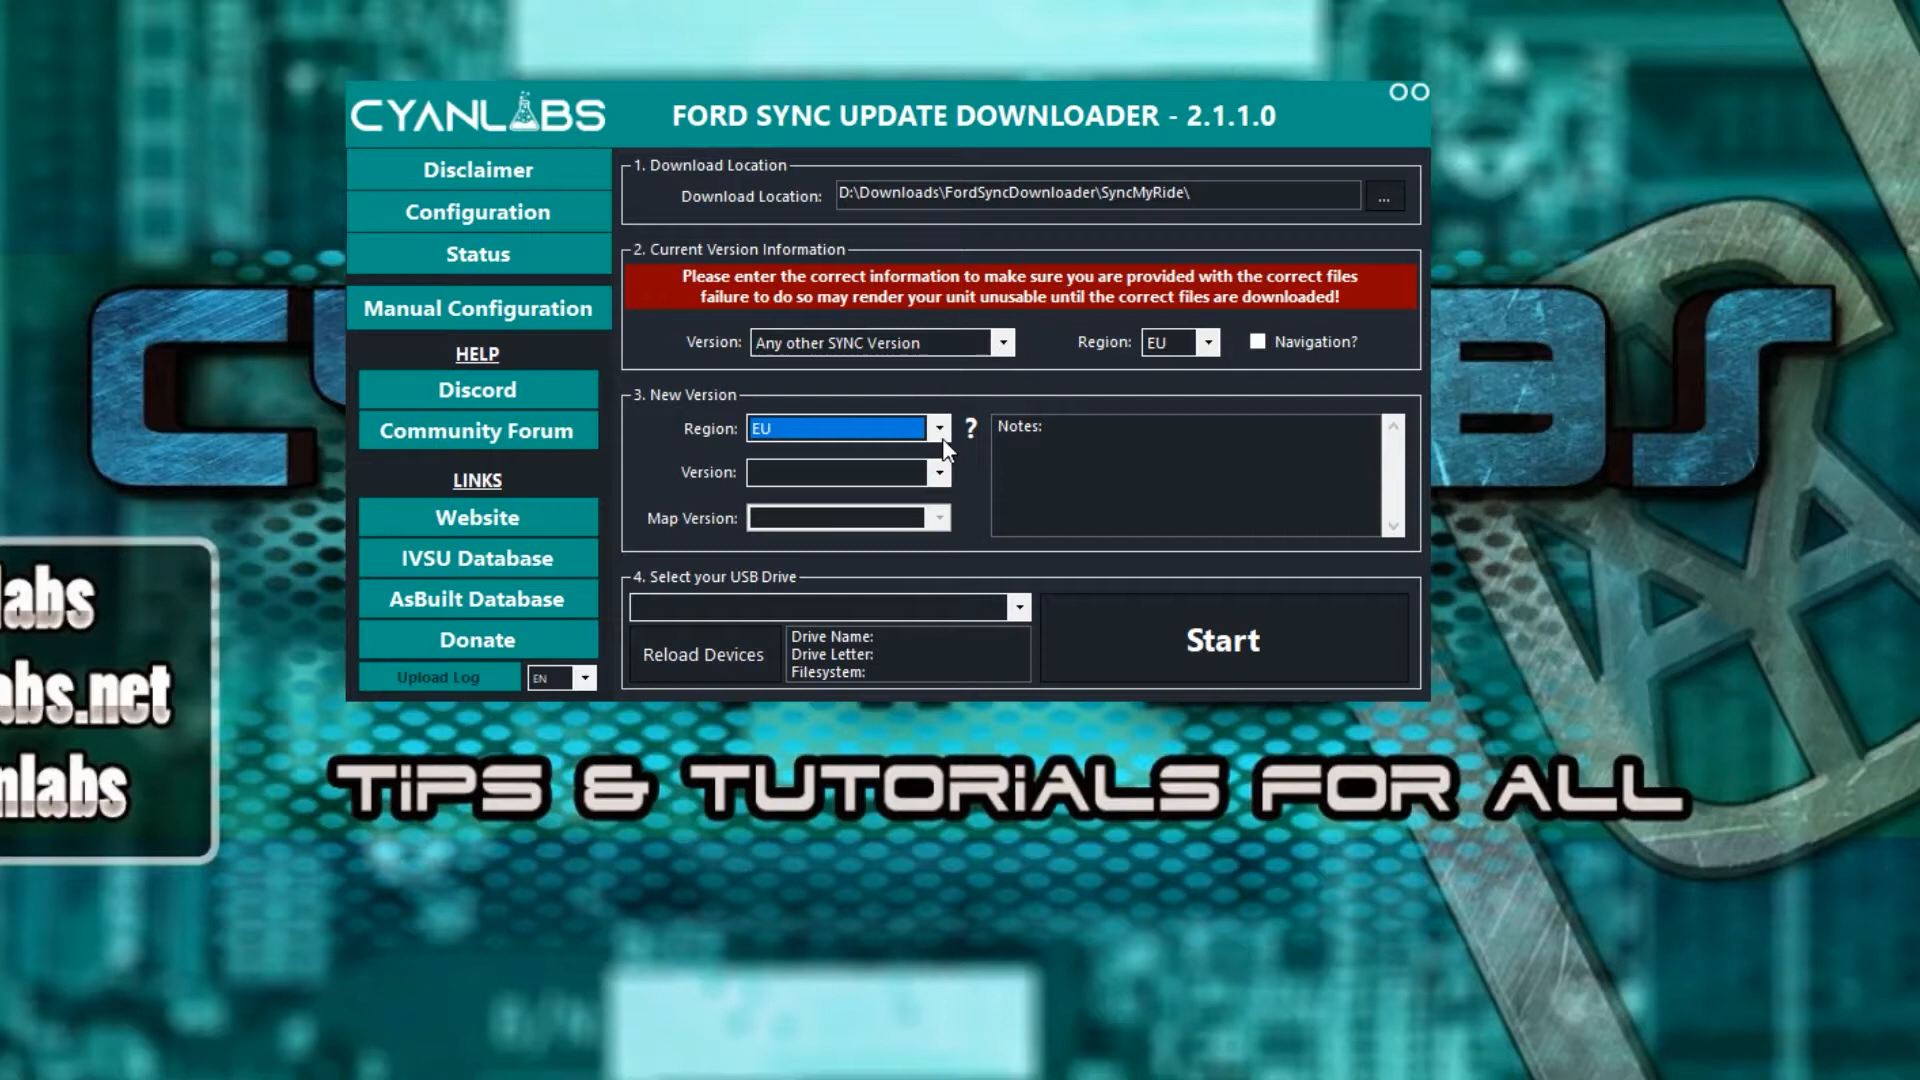 CYANLABS
FORD SYNC UPDATE DOWNLOADER - 2.1.1.0
Disclaimer
Configuration
Status
Manual Configuration
HELP
Discord
Community Forum
LINKS
Website
IVSU Database
AsBuilt Database
Donate
Upload Log
EN
1. Download Location
Download Location:
D:\Downloads\FordSyncDownloader\SyncMyRide\
...
2. Current Version Information
Please enter the correct information to make sure you are provided with the correct files
failure to do so may render your unit unusable until the correct files are downloaded!
Version:
Any other SYNC Version
Region:
EU
Navigation?
3. New Version
Region:
EU
?
Notes:
Version:
Map Version:
4. Select your USB Drive
Reload Devices
Drive Name:
Drive Letter:
Filesystem:
Start
labs
abs.net
nlabs
TIPS & TUTORIALS FOR ALL